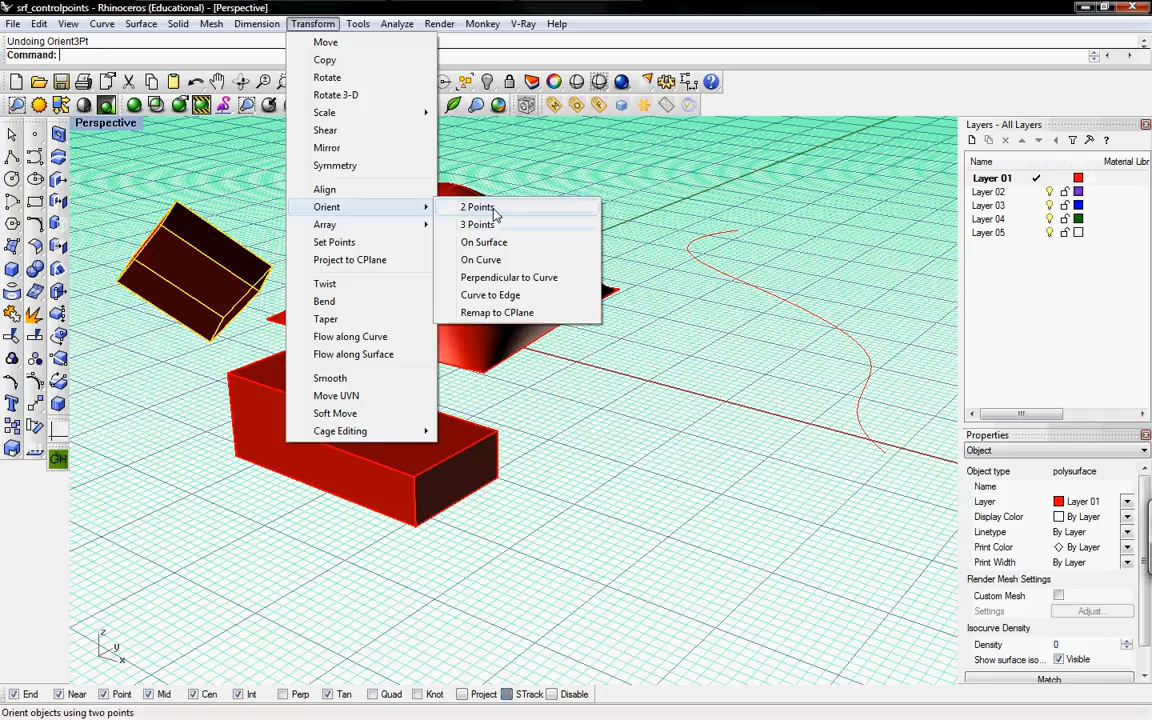 srf_controlpoints - Rhinoceros (Educational) - [Perspective]
File Edit View Curve Surface Solid Mesh Dimension Transform Tools Analyze Render Monkey V-Ray Help
Undoing Orient3Pt
Command:
Perspective
Move
Copy
Rotate
Rotate 3-D
Scale
Shear
Mirror
Symmetry
Align
Orient
Array
Set Points
Project to CPlane
Twist
Bend
Taper
Flow along Curve
Flow along Surface
Smooth
Move UVN
Soft Move
Cage Editing
2 Points
3 Points
On Surface
On Curve
Perpendicular to Curve
Curve to Edge
Remap to CPlane
Layers - All Layers
Name Material Libr
Layer 01
Layer 02
Layer 03
Layer 04
Layer 05
Properties
Object
Object type polysurface
Name
Layer Layer 01
Display Color By Layer
Linetype By Layer
Print Color By Layer
Print Width By Layer
Render Mesh Settings
Custom Mesh
Settings Adjust...
Isocurve Density
Density 0
Show surface iso... Visible
Match
GH
z
y
x
End Near Point Mid Cen Int Perp Tan Quad Knot Project STrack Disable
Orient objects using two points